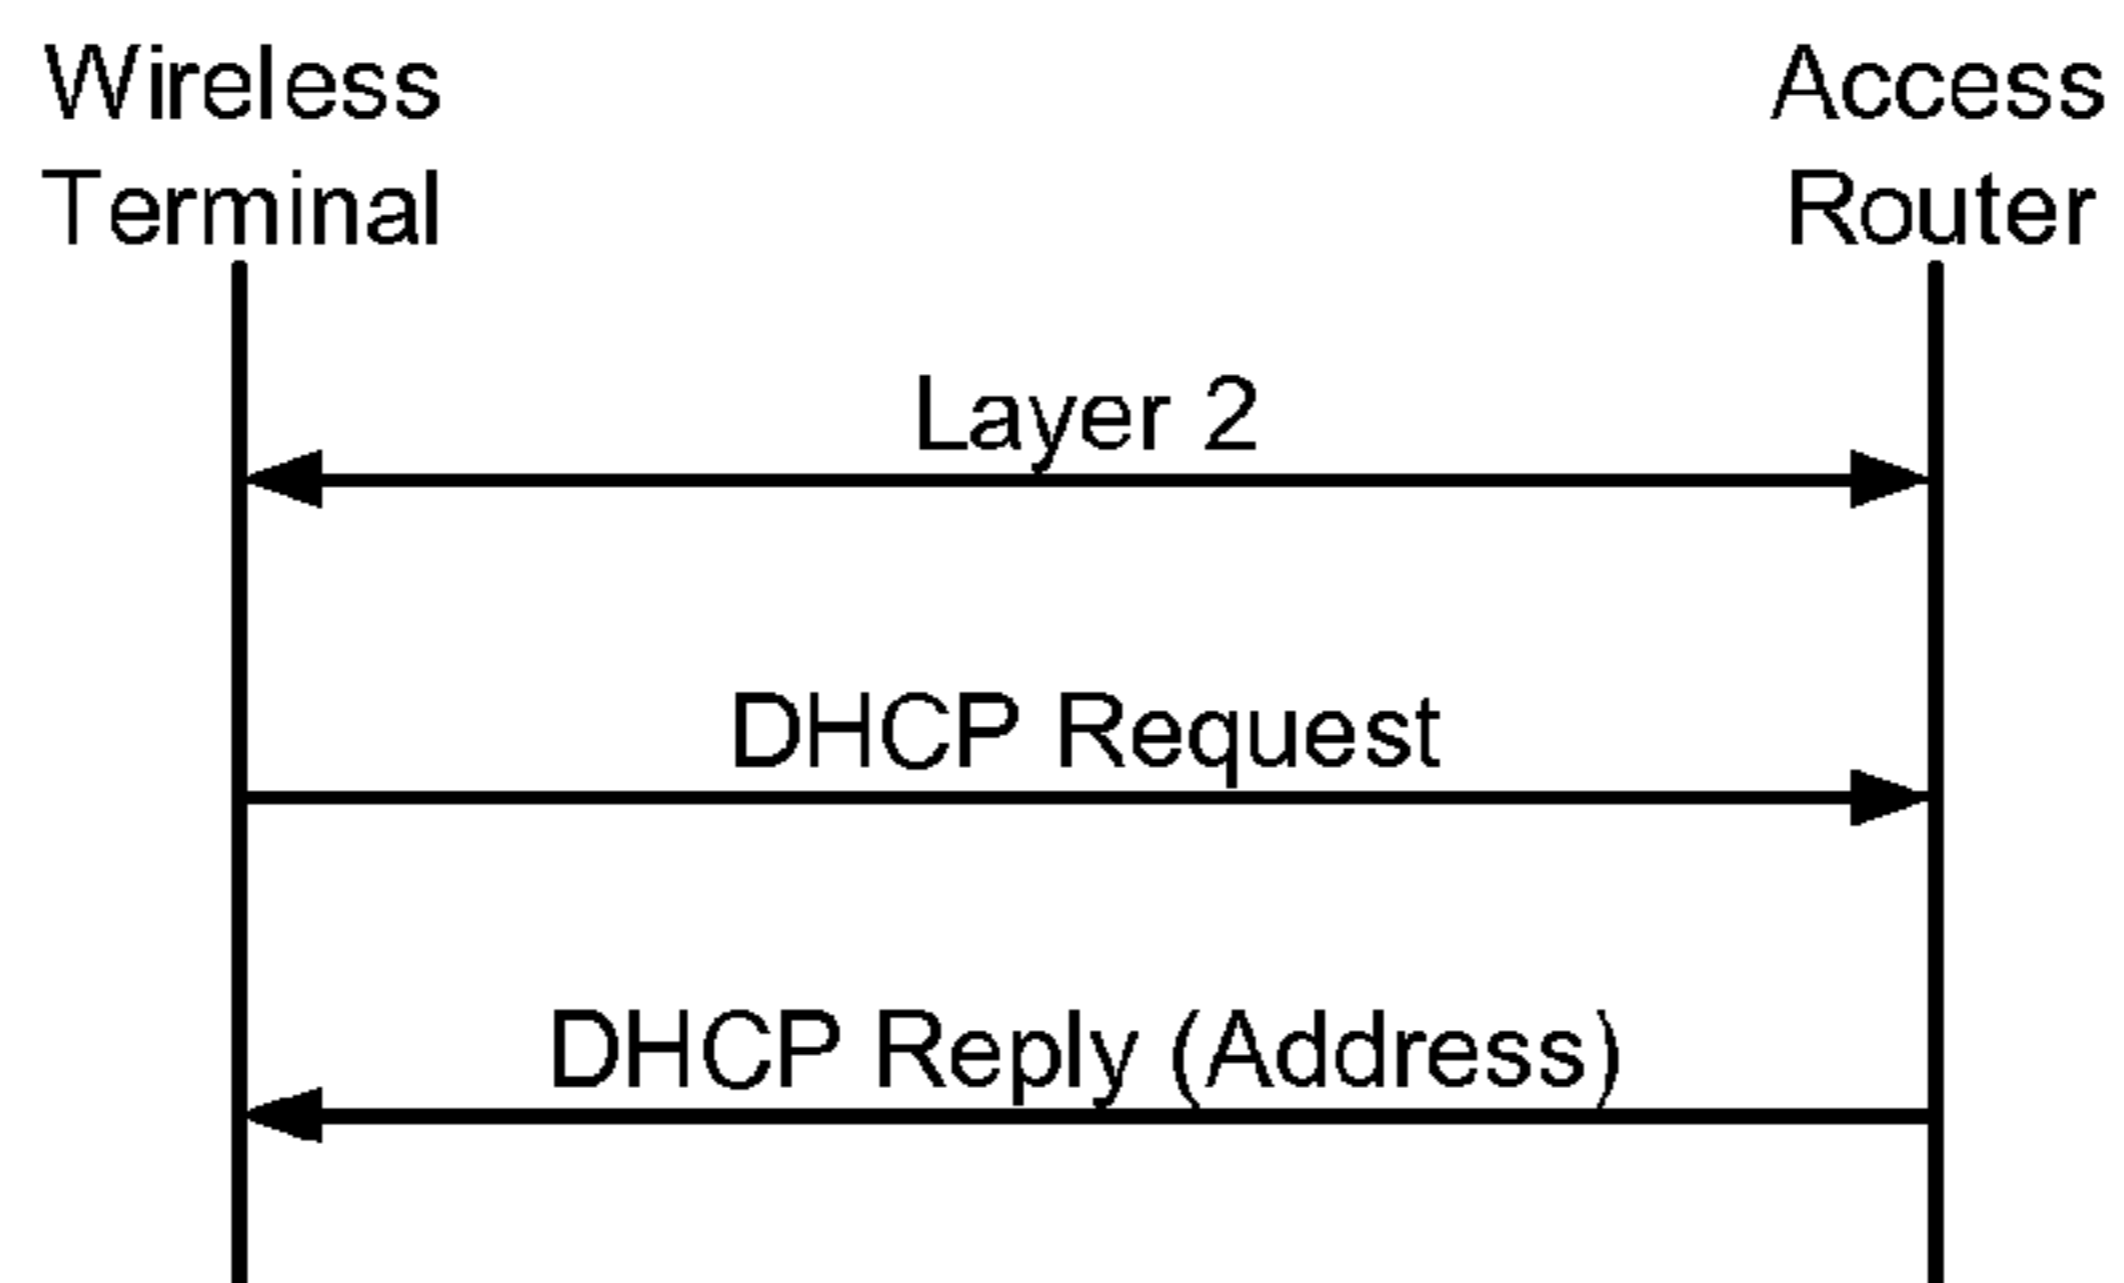 Wireless
Terminal
Access
Router
Layer 2
DHCP Request
DHCP Reply (Address)